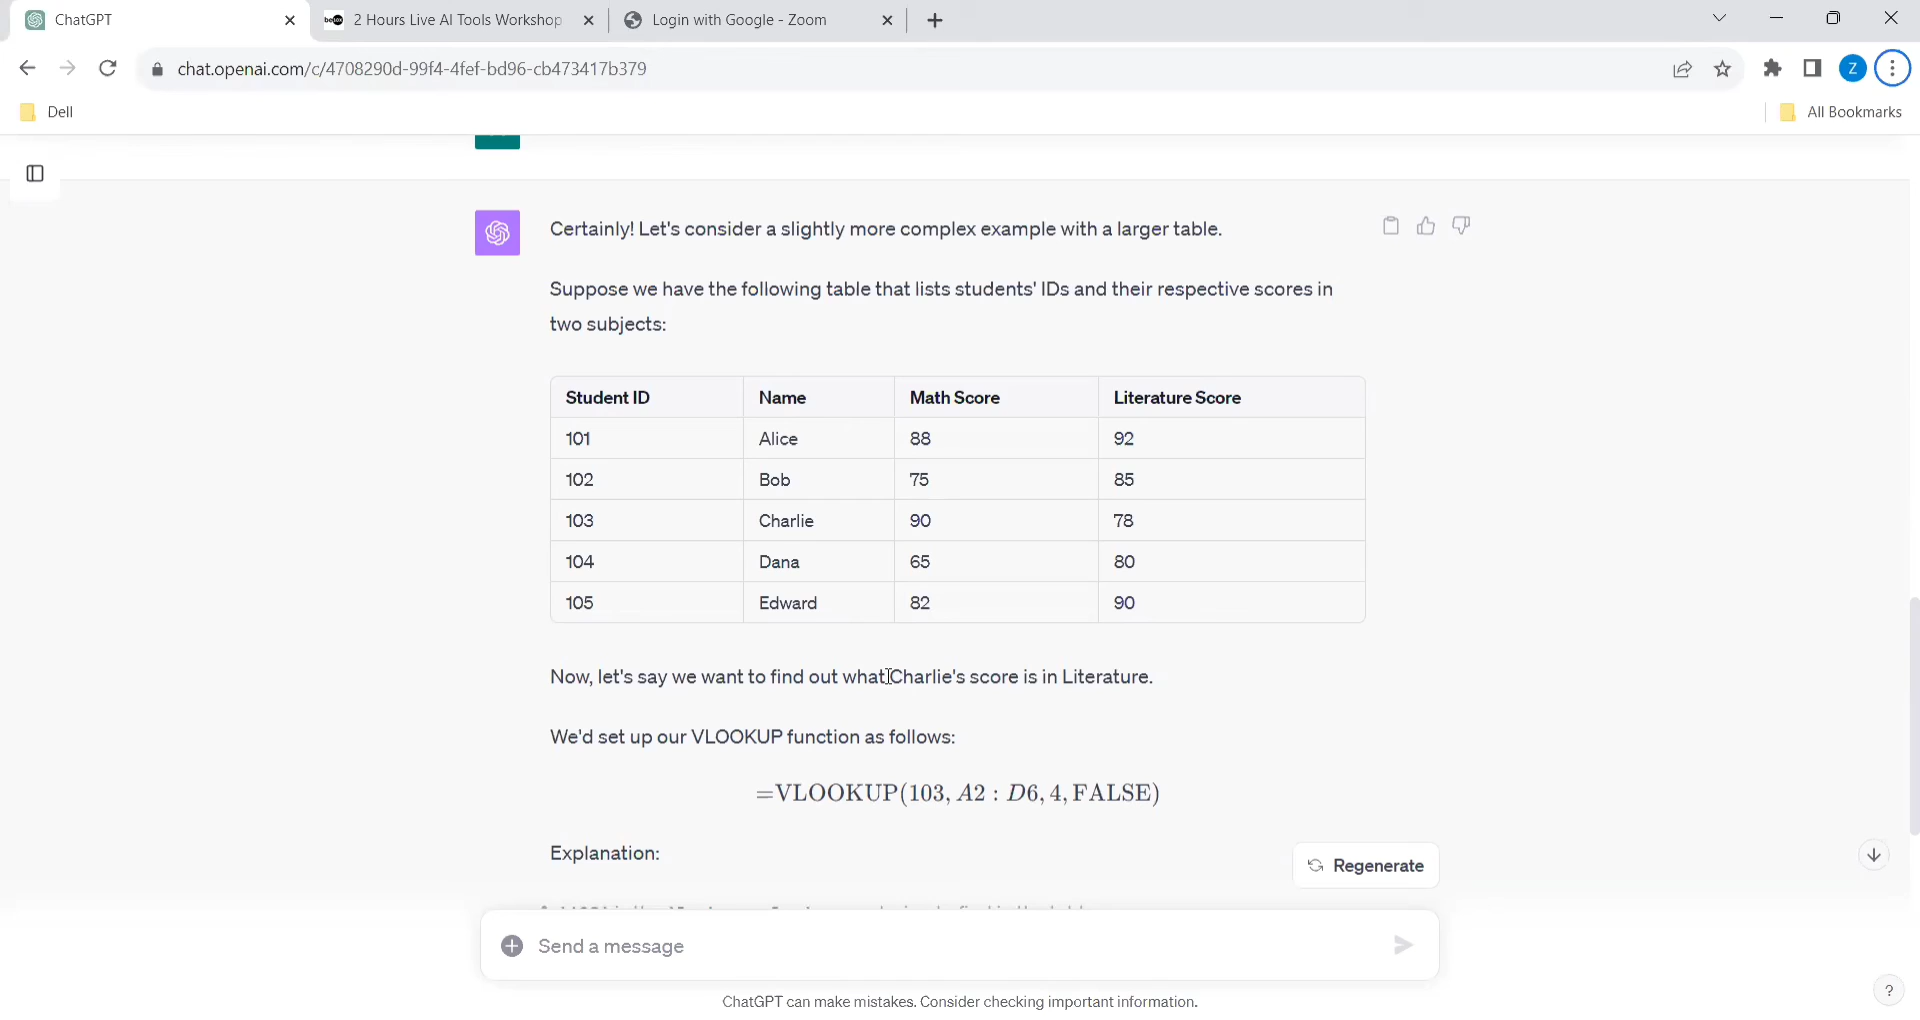 ChatGPT
2 Hours Live AI Tools Workshop
Login with Google - Zoom
chat.openai.com/c/4708290d-99f4-4fef-bd96-cb473417b379
Z
Dell
All Bookmarks
Certainly! Let's consider a slightly more complex example with a larger table.
Suppose we have the following table that lists students' IDs and their respective scores in
two subjects:
Student ID Name Math Score Literature Score
101 Alice 88 92
102 Bob 75 85
103 Charlie 90 78
104 Dana 65 80
105 Edward 82 90
Now, let's say we want to find out what Charlie's score is in Literature.
We'd set up our VLOOKUP function as follows:
=VLOOKUP(103, A2 : D6, 4, FALSE)
Explanation:
Regenerate
Send a message
ChatGPT can make mistakes. Consider checking important information.
?